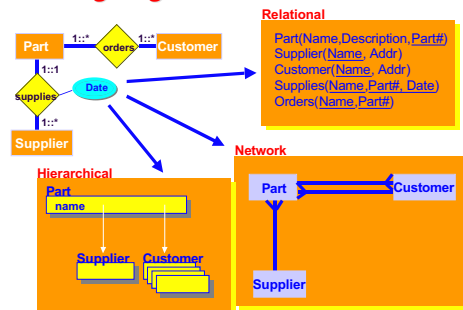 Relational
Part 1::* orders 1::* Customer
1::1
supplies
Date
1::*
Supplier
Part(Name,Description,Part#)
Supplier(Name, Addr)
Customer(Name, Addr)
Supplies(Name,Part#, Date)
Orders(Name,Part#)
Hierarchical
Part
name
Supplier Customer
Network
Part Customer
Supplier